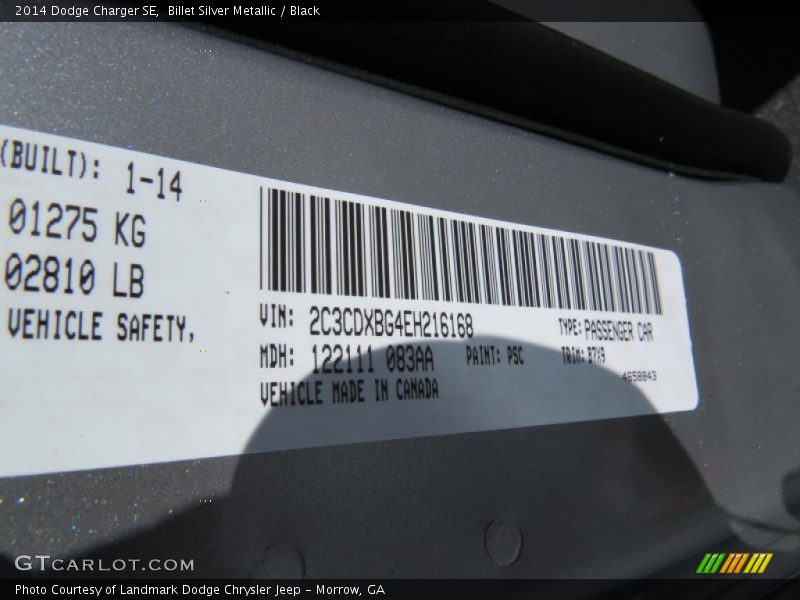 2014 Dodge Charger SE,  Billet Silver Metallic / Black
(BUILT): 1-14
01275 KG
02810 LB
VEHICLE SAFETY,
VIN: 2C3CDXBG4EH216168 TYPE: PASSENGER CAR
MDH: 122111 083AA PAINT: PSC TRIM: B7X9
4658843
VEHICLE MADE IN CANADA
GTCARLOT.COM
Photo Courtesy of Landmark Dodge Chrysler Jeep - Morrow, GA